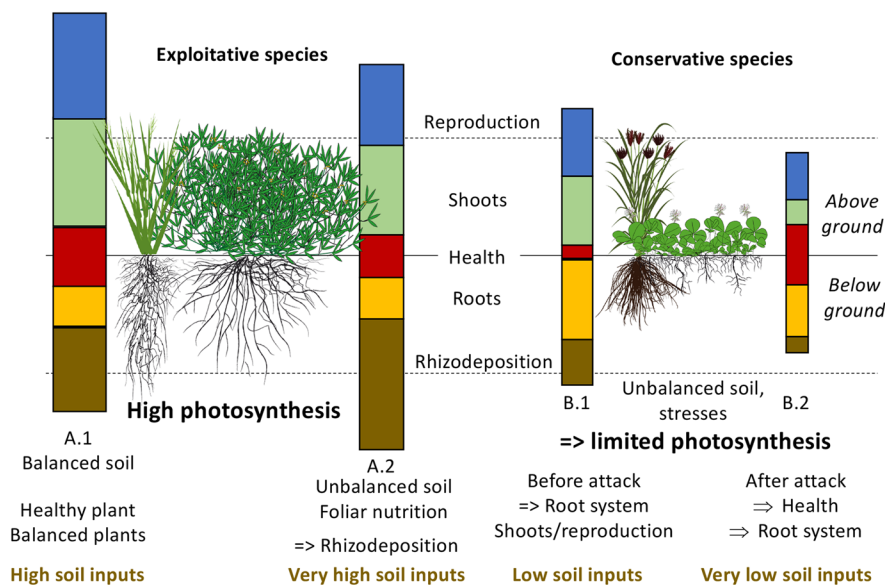 Exploitative species
Conservative species
Reproduction
Shoots
Health
Roots
Rhizodeposition
Above
ground
Below
ground
High photosynthesis
A.1
Balanced soil
Healthy plant
Balanced plants
High soil inputs
A.2
Unbalanced soil
Foliar nutrition
=> Rhizodeposition
Very high soil inputs
B.1
Unbalanced soil,
stresses
B.2
=> limited photosynthesis
Before attack
=> Root system
Shoots/reproduction
Low soil inputs
After attack
⇒ Health
⇒ Root system
Very low soil inputs